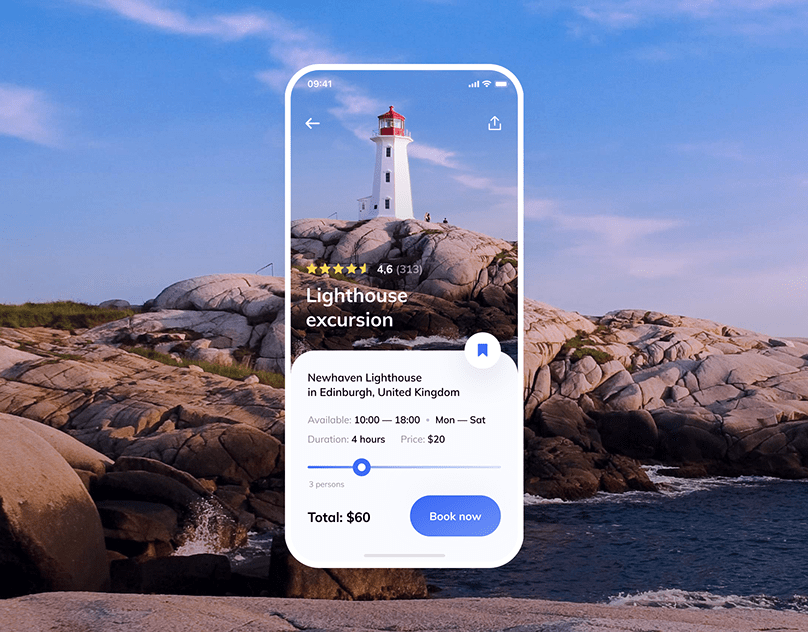 09:41
4,6 (313)
Lighthouse
excursion
Newhaven Lighthouse
in Edinburgh, United Kingdom
Available: 10:00 — 18:00 • Mon — Sat
Duration: 4 hours Price: $20
3 persons
Total: $60 Book now